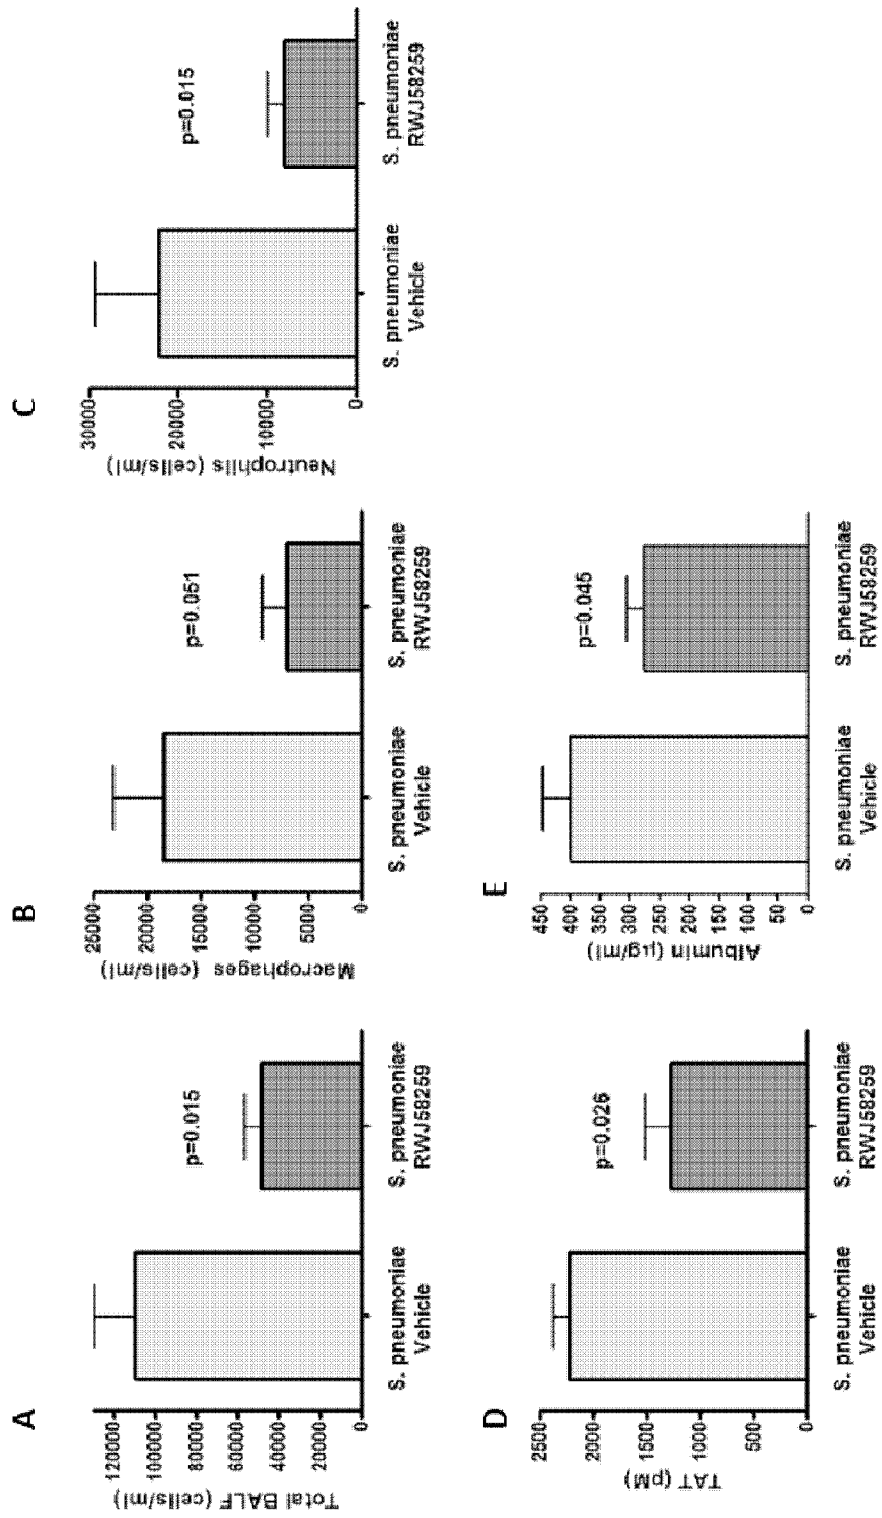 A
Total BALF (cells/ml)
120000
100000
80000
60000
40000
20000
0
p=0.015
S. pneumoniae
Vehicle
S. pneumoniae
RWJ58259
B
Macrophages (cells/ml)
25000
20000
15000
10000
5000
0
p=0.051
S. pneumoniae
Vehicle
S. pneumoniae
RWJ58259
C
Neutrophils (cells/ml)
30000
20000
10000
0
p=0.015
S. pneumoniae
Vehicle
S. pneumoniae
RWJ58259
D
TAT (pM)
2500
2000
1500
1000
500
0
p=0.026
S. pneumoniae
Vehicle
S. pneumoniae
RWJ58259
E
Albumin (µg/ml)
450
400
350
300
250
200
150
100
50
0
p=0.045
S. pneumoniae
Vehicle
S. pneumoniae
RWJ58259